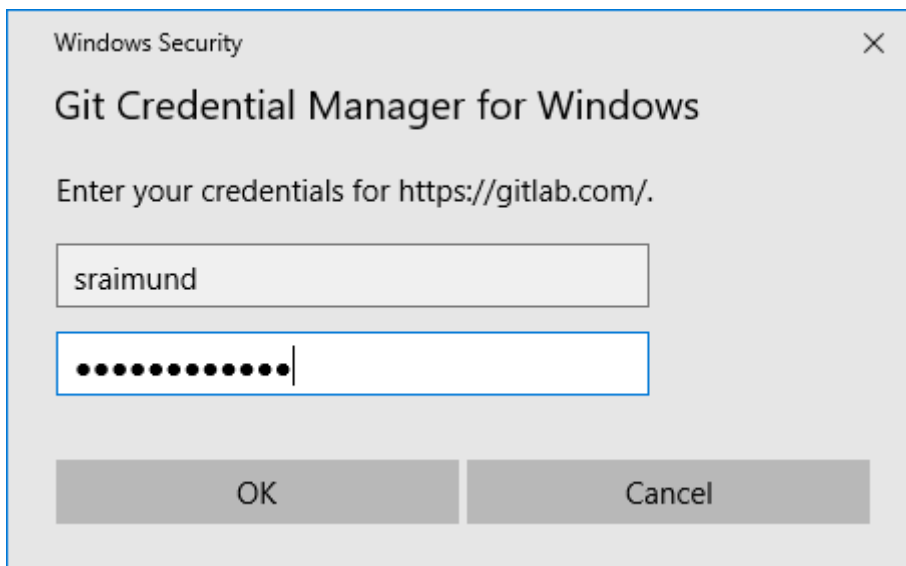 Windows Security
Git Credential Manager for Windows
Enter your credentials for https://gitlab.com/.
sraimund
●●●●●●●●●●●●
OK
Cancel